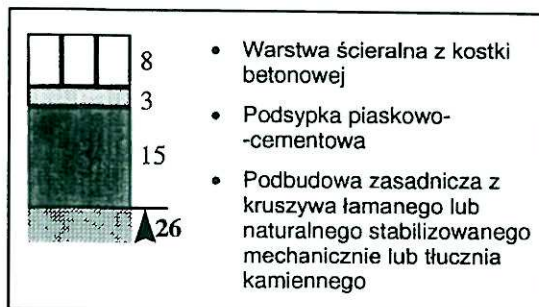 8
3
15
26
• Warstwa ścieralna z kostki
betonowej
• Podsypka piaskowo-
-cementowa
• Podbudowa zasadnicza z
kruszywa łamanego lub
naturalnego stabilizowanego
mechanicznie lub tłucznia
kamiennego